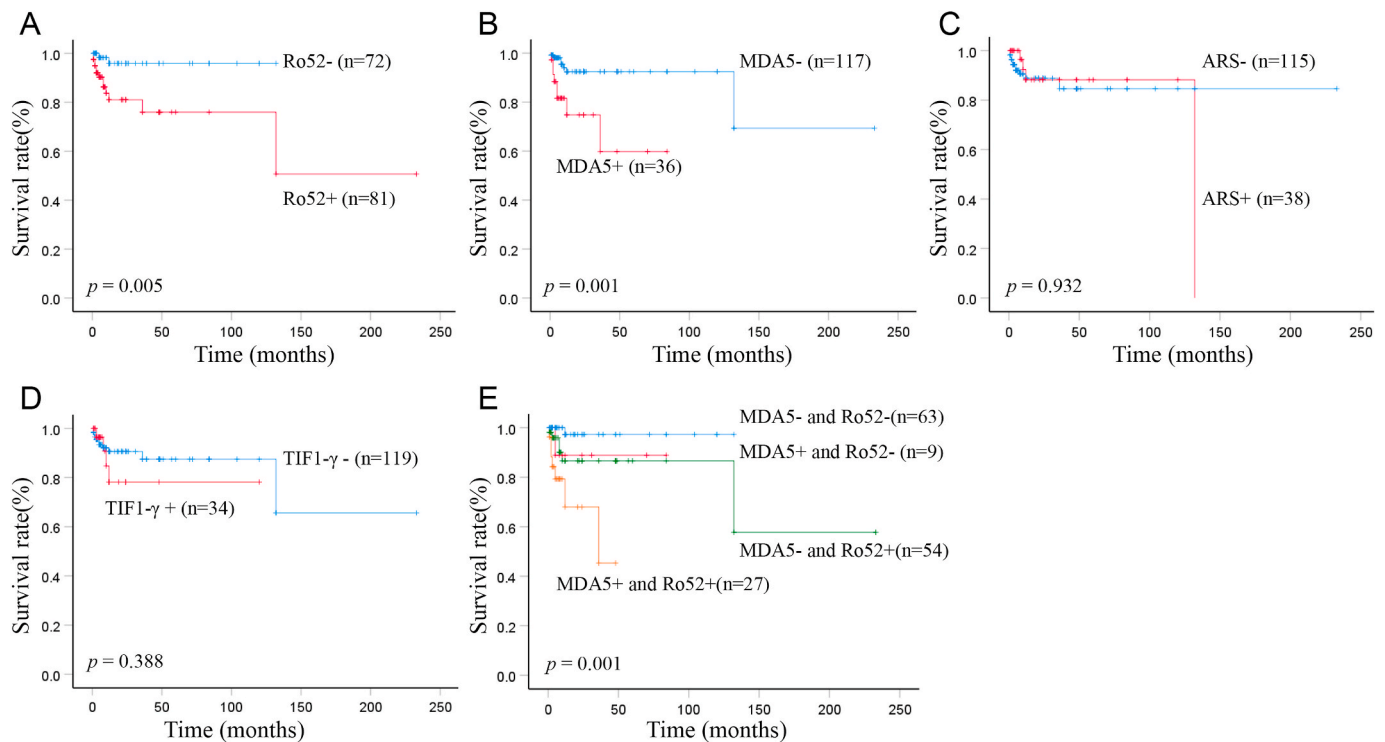 A
Survival rate(%)
1.0
0.8
0.6
0.4
0.2
0.0
Ro52- (n=72)
Ro52+ (n=81)
p = 0.005
0 50 100 150 200 250
Time (months)
B
Survival rate(%)
1.0
0.8
0.6
0.4
0.2
0.0
MDA5- (n=117)
MDA5+ (n=36)
p = 0.001
0 50 100 150 200 250
Time (months)
C
Survival rate(%)
1.0
0.8
0.6
0.4
0.2
0.0
ARS- (n=115)
ARS+ (n=38)
p = 0.932
0 50 100 150 200 250
Time (months)
D
Survival rate(%)
1.0
0.8
0.6
0.4
0.2
0.0
TIF1-γ - (n=119)
TIF1-γ + (n=34)
p = 0.388
0 50 100 150 200 250
Time (months)
E
Survival rate(%)
1.0
0.8
0.6
0.4
0.2
0.0
MDA5- and Ro52-(n=63)
MDA5+ and Ro52-(n=9)
MDA5- and Ro52+(n=54)
MDA5+ and Ro52+(n=27)
p = 0.001
0 50 100 150 200 250
Time (months)